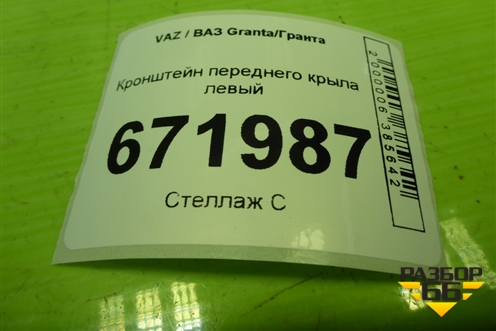 VAZ / ВАЗ Granta/Гранта
Кронштейн переднего крыла
левый
671987
Стеллаж С
2000006385642
РАЗБОР
66